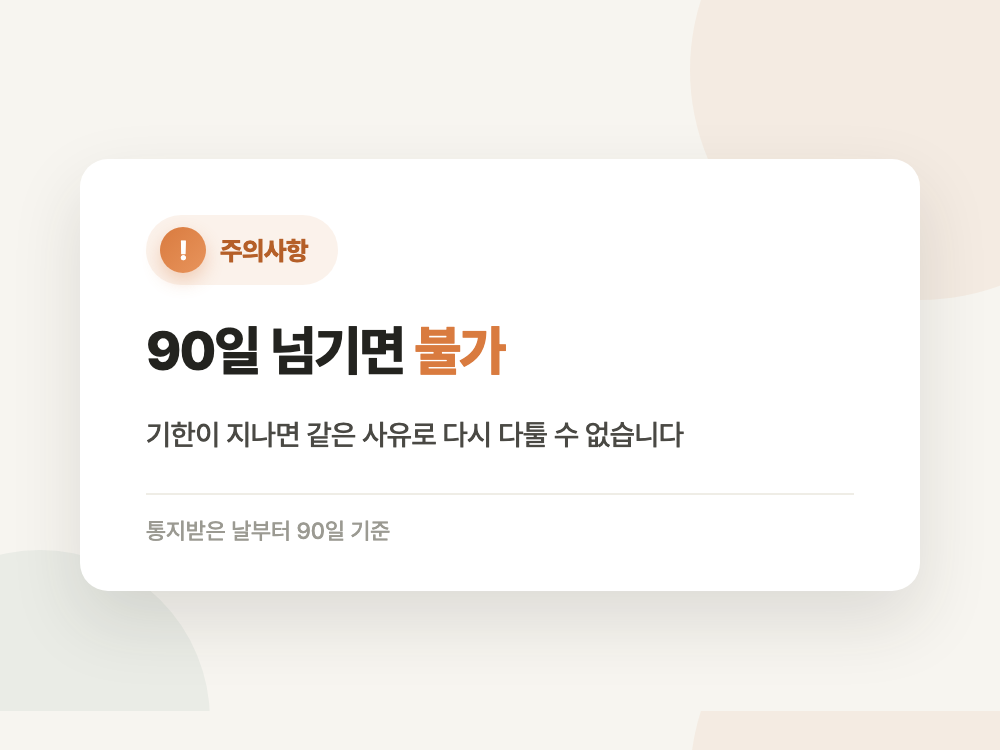 ! 주의사항
90일 넘기면 불가
기한이 지나면 같은 사유로 다시 다툴 수 없습니다
통지받은 날부터 90일 기준